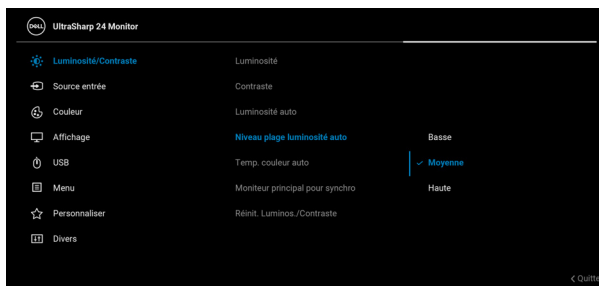 DELL UltraSharp 24 Monitor
Luminosité/Contraste Luminosité
Source entrée Contraste
Couleur Luminosité auto
Affichage Niveau plage luminosité auto Basse
USB Temp. couleur auto Moyenne
Menu Moniteur principal pour synchro Haute
Personnaliser Réinit. Luminos./Contraste
Divers
Quitte